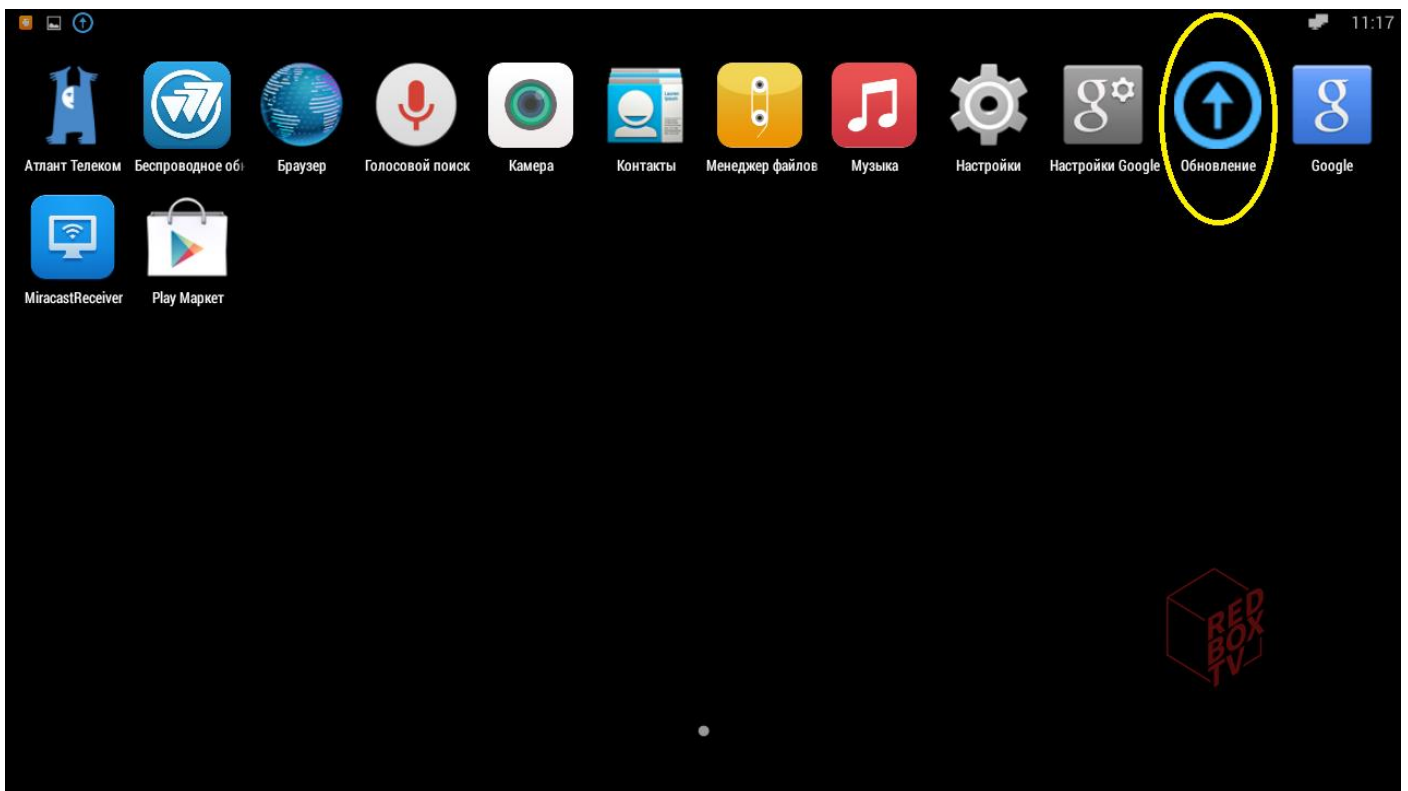 11:17
Атлант Телеком Беспроводное об Браузер Голосовой поиск Камера Контакты Менеджер файлов Музыка Настройки Настройки Google Обновление Google
MiracastReceiver Play Маркет
RED
BOX
TV